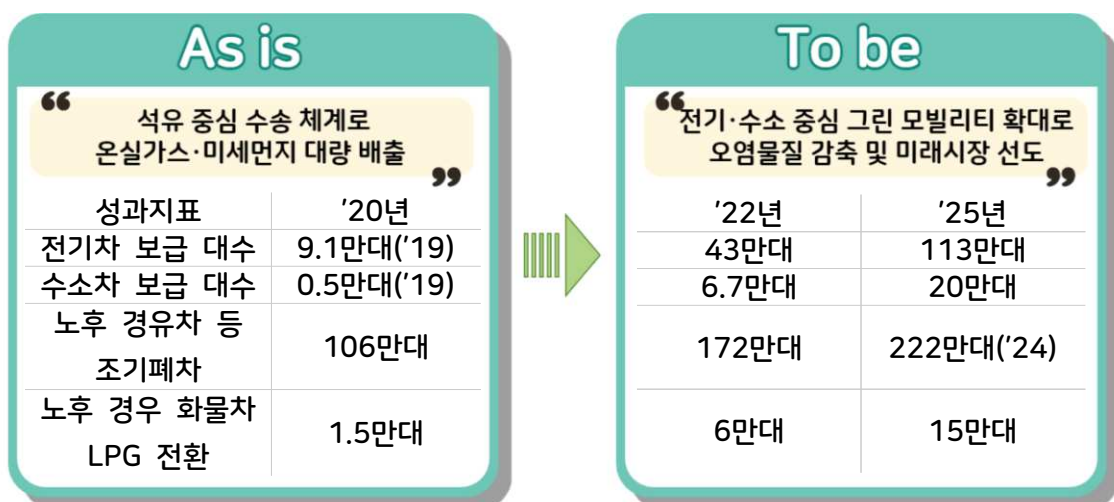 As is
“
석유 중심 수송 체계로
온실가스·미세먼지 대량 배출
”
성과지표 '20년
전기차 보급 대수 9.1만대('19)
수소차 보급 대수 0.5만대('19)
노후 경유차 등
조기폐차
106만대
노후 경우 화물차
LPG 전환
1.5만대
To be
“
전기·수소 중심 그린 모빌리티 확대로
오염물질 감축 및 미래시장 선도
”
'22년 '25년
43만대 113만대
6.7만대 20만대
172만대 222만대('24)
6만대 15만대